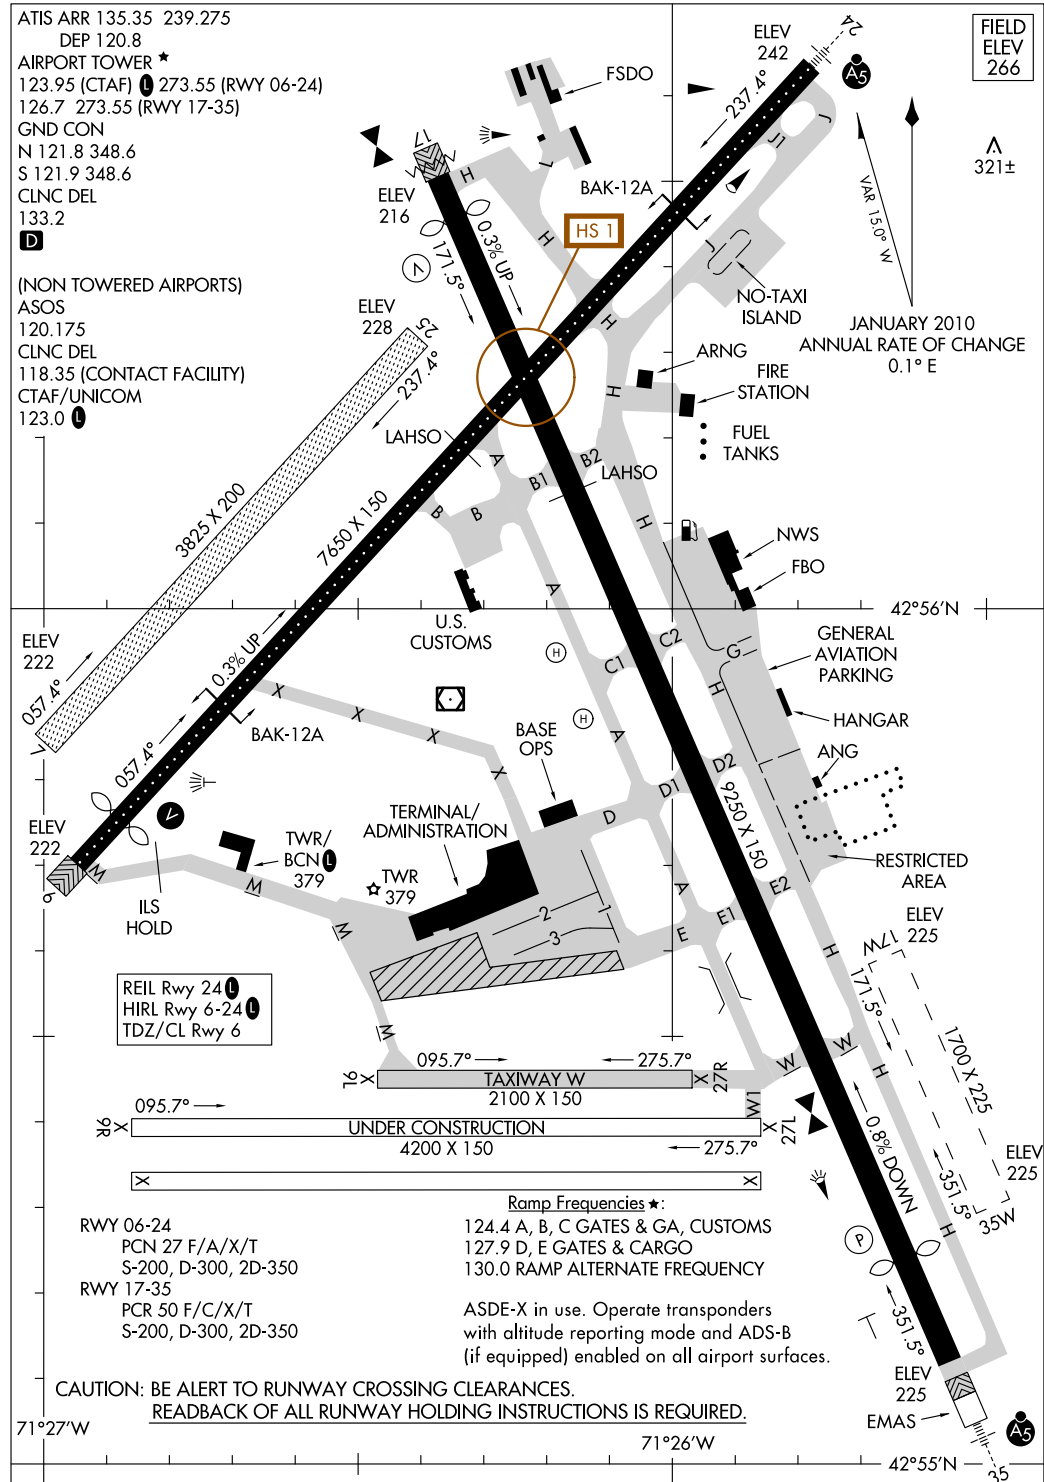 ATIS ARR 135.35 239.275
DEP 120.8
AIRPORT TOWER ★
123.95 (CTAF) L 273.55 (RWY 06-24)
126.7 273.55 (RWY 17-35)
GND CON
N 121.8 348.6
S 121.9 348.6
CLNC DEL
133.2
D
(NON TOWERED AIRPORTS)
ASOS
120.175
CLNC DEL
118.35 (CONTACT FACILITY)
CTAF/UNICOM
123.0 L
FIELD
ELEV
266
ELEV
242
24
A5
FSDO
237.4°
J
J1
321±
VAR 15.0° W
17
H
L
BAK-12A
ELEV
216
HS 1
0.3% UP
171.5°
V
H
J
NO-TAXI
ISLAND
JANUARY 2010
ANNUAL RATE OF CHANGE
0.1° E
ELEV
228
25
237.4°
H
ARNG
FIRE
STATION
H
FUEL
TANKS
LAHSO
A
B2
B1
LAHSO
B
B
H
3825 X 200
7650 X 150
NWS
FBO
A
42°56'N
U.S.
CUSTOMS
ELEV
222
057.4°
7
0.3% UP
H
C1
C2
G
GENERAL
AVIATION
PARKING
X
X
X
X
H
H
A
HANGAR
BAK-12A
057.4°
BASE
OPS
D2
D1
D
ANG
9250 X 150
ELEV
222
V
TWR/
BCN L
379
TERMINAL/
ADMINISTRATION
TWR
379
RESTRICTED
AREA
W
6
W
ILS
HOLD
W
2
3
1
A
E2
E1
E
H
ELEV
225
17W
171.5°
1700 X 225
REIL Rwy 24 L
HIRL Rwy 6-24 L
TDZ/CL Rwy 6
W
W
W
H
095.7°
275.7°
9L
X
TAXIWAY W
X
27R
2100 X 150
W1
095.7°
9R
X
UNDER CONSTRUCTION
X
27L
4200 X 150
275.7°
0.8% DOWN
ELEV
225
351.5°
35W
X
X
H
P
RWY 06-24
PCN 27 F/A/X/T
S-200, D-300, 2D-350
RWY 17-35
PCR 50 F/C/X/T
S-200, D-300, 2D-350
Ramp Frequencies ★:
124.4 A, B, C GATES & GA, CUSTOMS
127.9 D, E GATES & CARGO
130.0 RAMP ALTERNATE FREQUENCY
ASDE-X in use. Operate transponders
with altitude reporting mode and ADS-B
(if equipped) enabled on all airport surfaces.
351.5°
ELEV
225
EMAS
A5
35
CAUTION: BE ALERT TO RUNWAY CROSSING CLEARANCES.
READBACK OF ALL RUNWAY HOLDING INSTRUCTIONS IS REQUIRED.
71°27'W
71°26'W
42°55'N